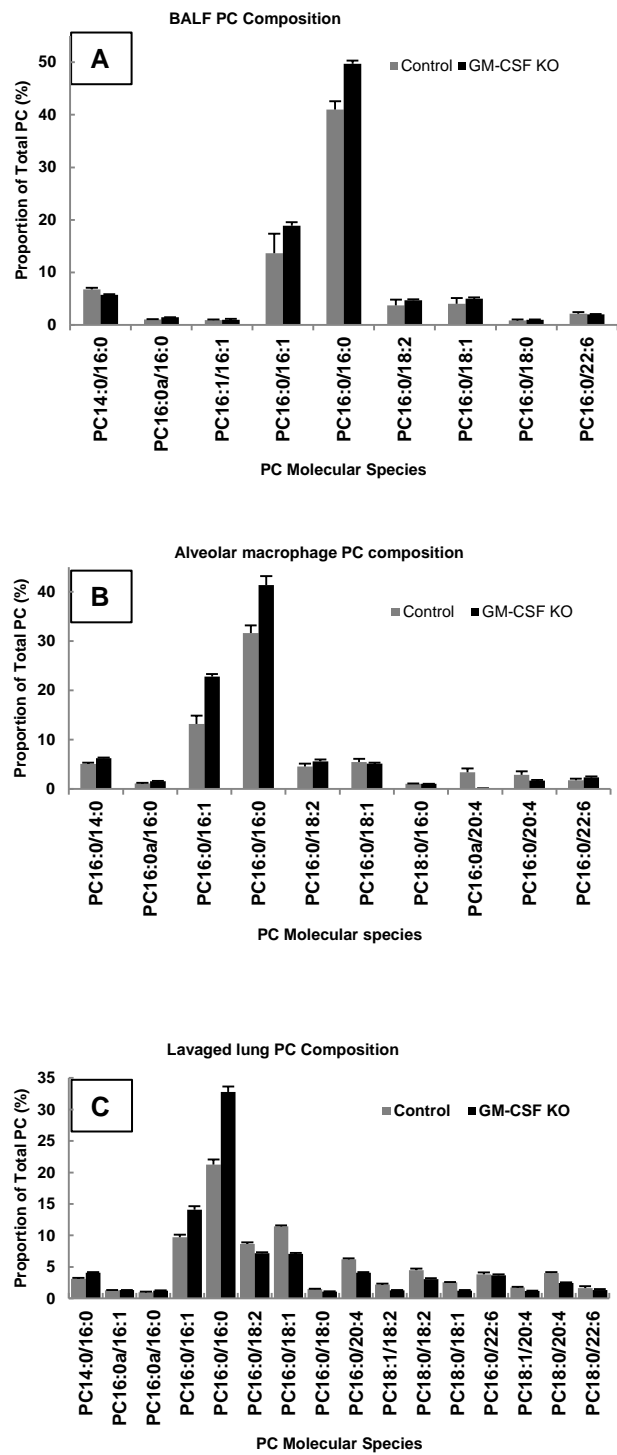 BALF PC Composition
A
Control
GM-CSF KO
Proportion of Total PC (%)
50
40
30
20
10
0
PC14:0/16:0
PC16:0a/16:0
PC16:1/16:1
PC16:0/16:1
PC16:0/16:0
PC16:0/18:2
PC16:0/18:1
PC16:0/18:0
PC16:0/22:6
PC Molecular Species
Alveolar macrophage PC composition
B
Control
GM-CSF KO
Proportion of Total PC (%)
40
30
20
10
0
PC16:0/14:0
PC16:0a/16:0
PC16:0/16:1
PC16:0/16:0
PC16:0/18:2
PC16:0/18:1
PC18:0/16:0
PC16:0a/20:4
PC16:0/20:4
PC16:0/22:6
PC Molecular species
Lavaged lung PC Composition
C
Control
GM-CSF KO
Proportion of Total PC (%)
35
30
25
20
15
10
5
0
PC14:0/16:0
PC16:0a/16:1
PC16:0a/16:0
PC16:0/16:1
PC16:0/16:0
PC16:0/18:2
PC16:0/18:1
PC16:0/18:0
PC16:0/20:4
PC18:1/18:2
PC18:0/18:2
PC18:0/18:1
PC16:0/22:6
PC18:1/20:4
PC18:0/20:4
PC18:0/22:6
PC Molecular Species